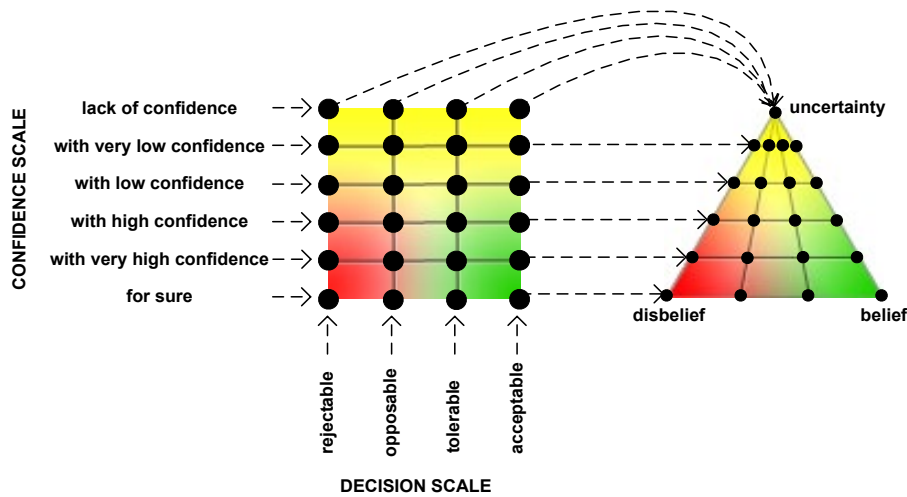 CONFIDENCE SCALE
lack of confidence
with very low confidence
with low confidence
with high confidence
with very high confidence
for sure
rejectable
opposable
tolerable
acceptable
DECISION SCALE
uncertainty
disbelief
belief